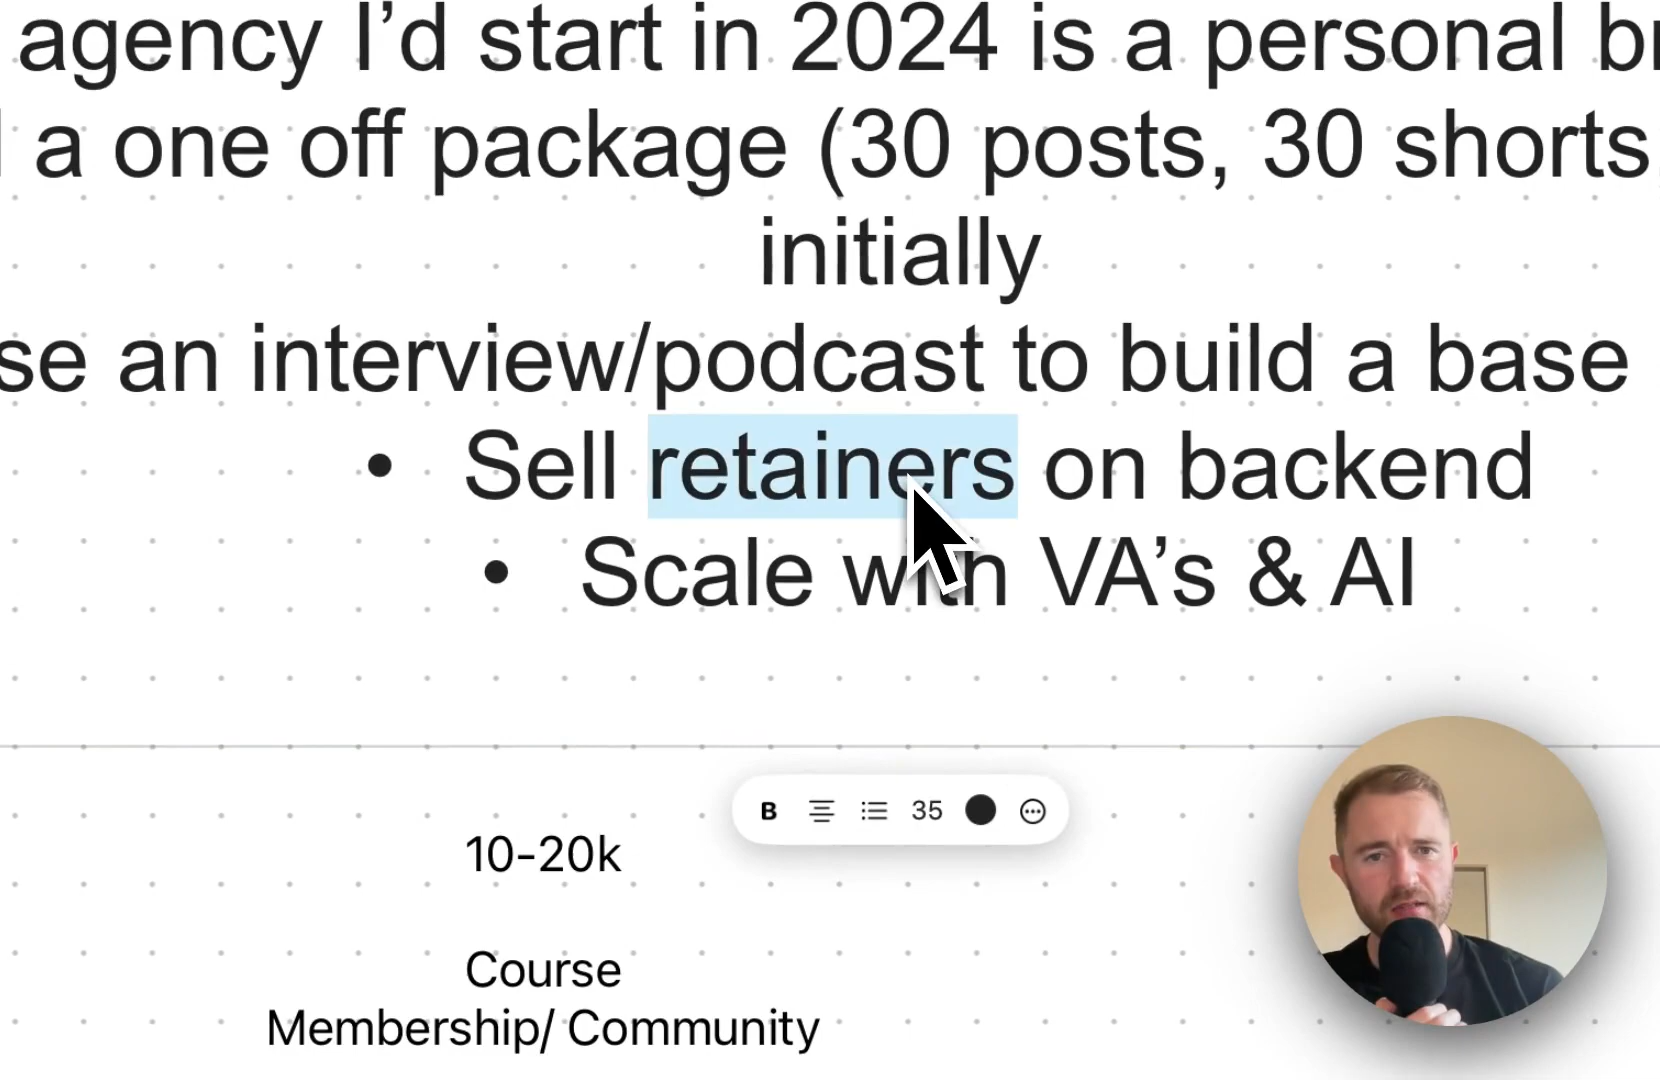 agency I’d start in 2024 is a personal
a one off package (30 posts, 30 shorts,
initially
an interview/podcast to build a base
• Sell retainers on backend
• Scale with VA’s & AI
B 35
10-20k
Course
Membership/ Community